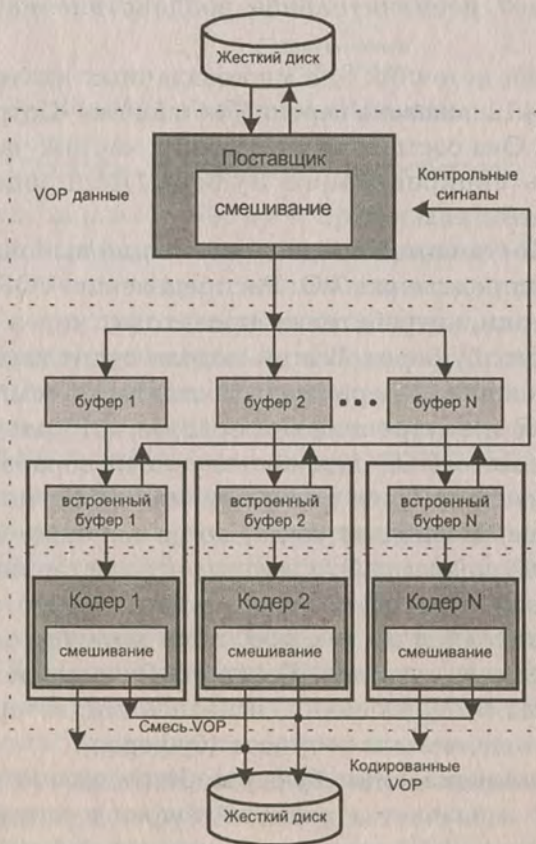 Жесткий диск
Поставщик
смешивание
VOP данные
Контрольные
сигналы
буфер 1
буфер 2
буфер N
встроенный
буфер 1
встроенный
буфер 2
встроенный
буфер N
Кодер 1
смешивание
Кодер 2
смешивание
Кодер N
смешивание
Смесь VOP
Кодированные
VOP
Жесткий диск